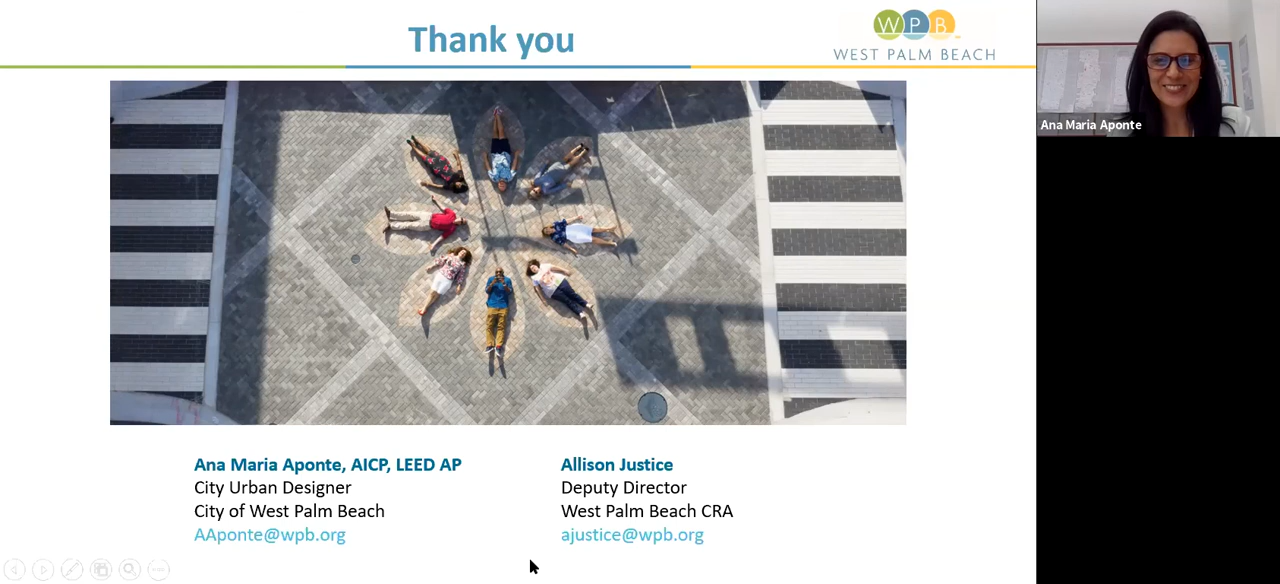 Thank you
WPB
WEST PALM BEACH
Ana Maria Aponte
Ana Maria Aponte, AICP, LEED AP
City Urban Designer
City of West Palm Beach
AAponte@wpb.org
Allison Justice
Deputy Director
West Palm Beach CRA
ajustice@wpb.org